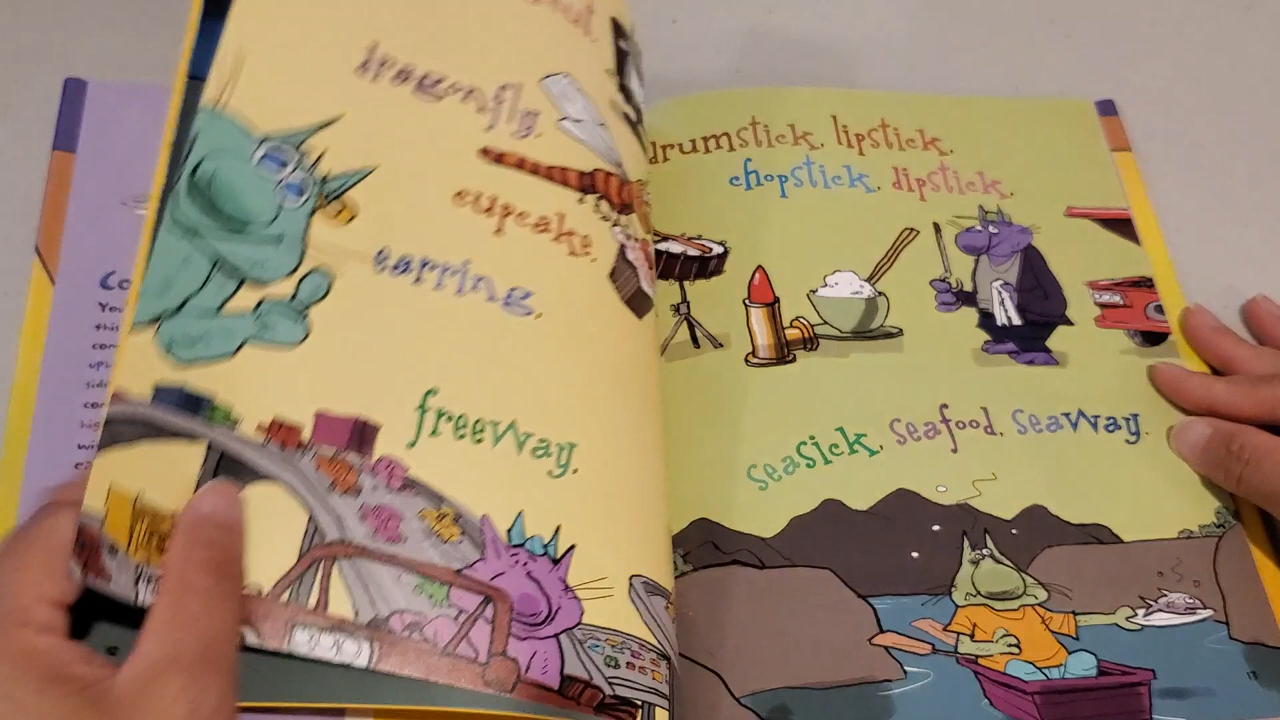 dragonfly,
cupcake,
earring,
freeway,
drumstick, lipstick,
chopstick, dipstick,
seasick, seafood, seaway,